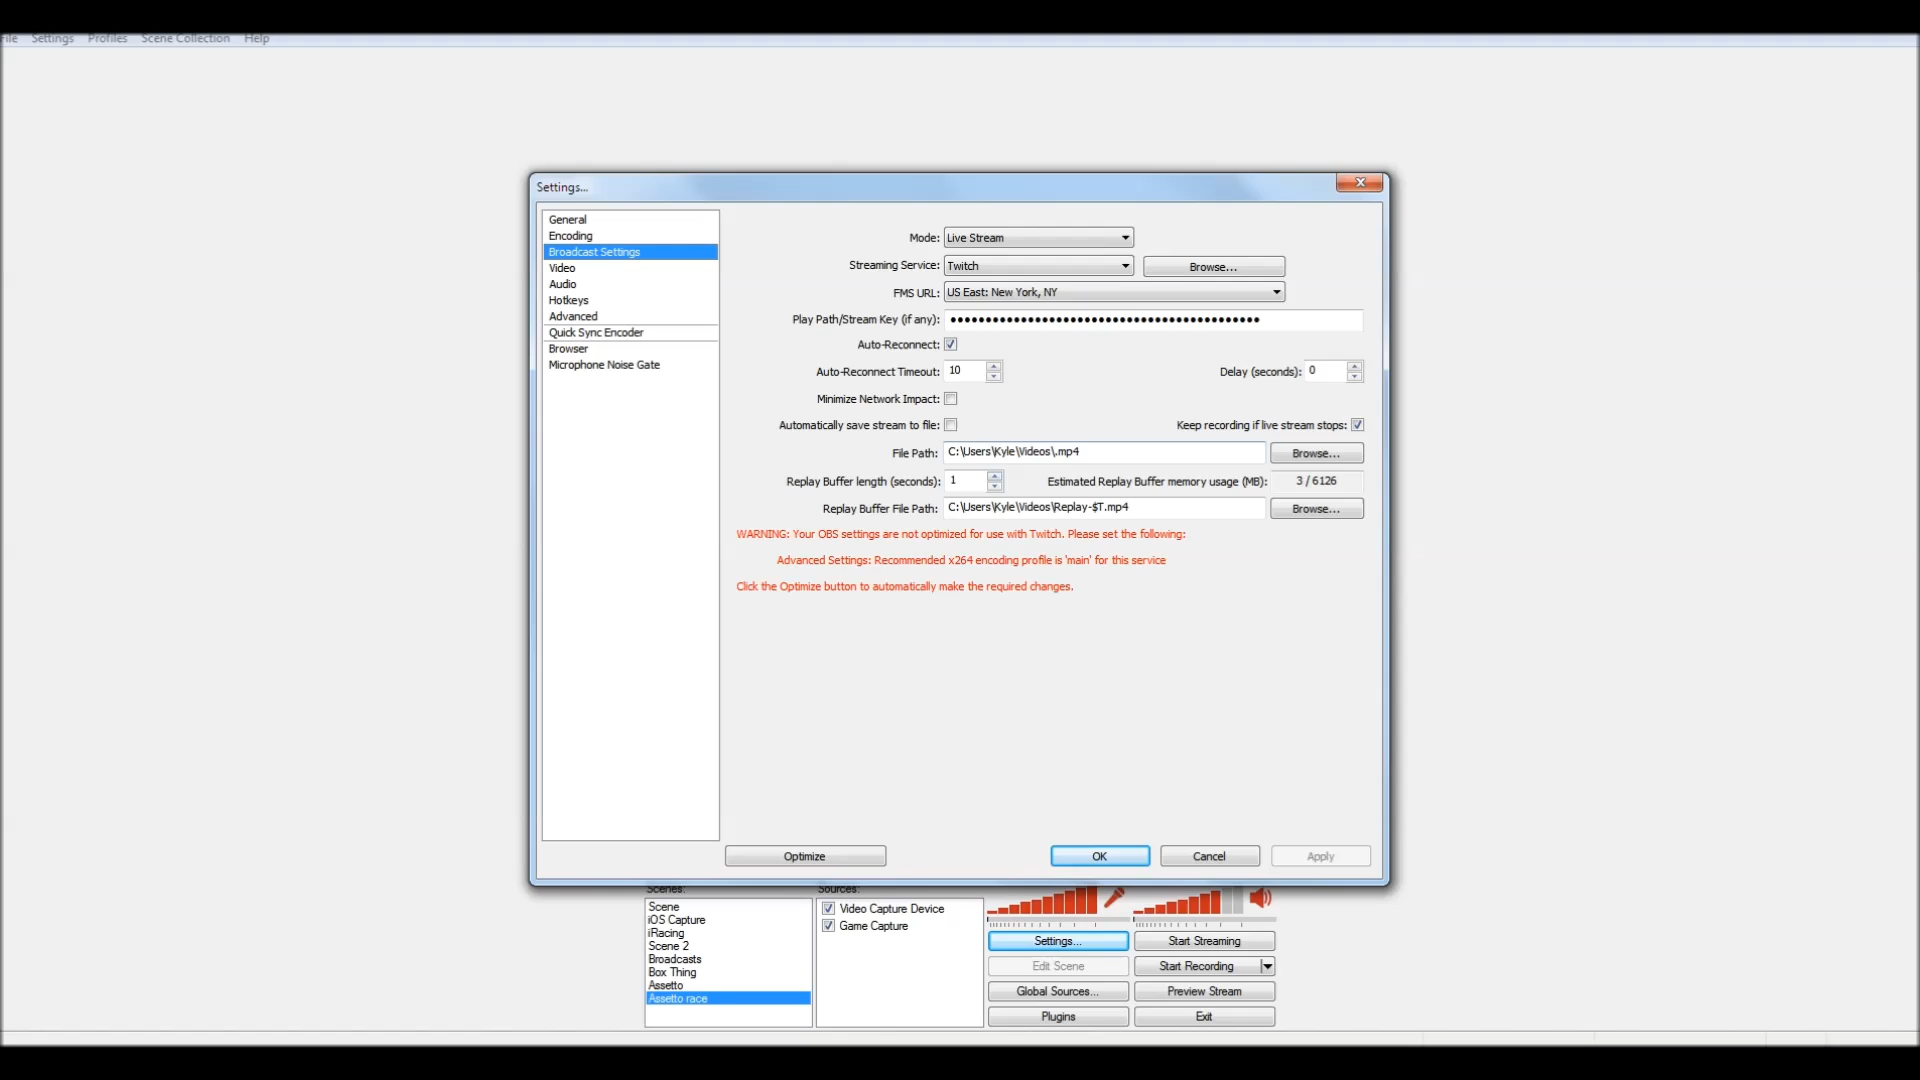 File Settings Profiles Scene Collection Help
Settings...
General
Encoding
Broadcast Settings
Video
Audio
Hotkeys
Advanced
Quick Sync Encoder
Browser
Microphone Noise Gate
Mode: Live Stream
Streaming Service: Twitch Browse...
FMS URL: US East: New York, NY
Play Path/Stream Key (if any): ●●●●●●●●●●●●●●●●●●●●●●●●●●●●●●●●●●●●●●●●●●●●
Auto-Reconnect:
Auto-Reconnect Timeout: 10 Delay (seconds): 0
Minimize Network Impact:
Automatically save stream to file: Keep recording if live stream stops:
File Path: C:\Users\Kyle\Videos\.mp4 Browse...
Replay Buffer length (seconds): 1 Estimated Replay Buffer memory usage (MB): 3 / 6126
Replay Buffer File Path: C:\Users\Kyle\Videos\Replay-$T.mp4 Browse...
WARNING: Your OBS settings are not optimized for use with Twitch. Please set the following:
Advanced Settings: Recommended x264 encoding profile is 'main' for this service
Click the Optimize button to automatically make the required changes.
Optimize OK Cancel Apply
Scenes: Sources:
Scene
iOS Capture
iRacing
Scene 2
Broadcasts
Box Thing
Assetto
Assetto race
Video Capture Device
Game Capture
Settings... Start Streaming
Edit Scene Start Recording
Global Sources... Preview Stream
Plugins Exit